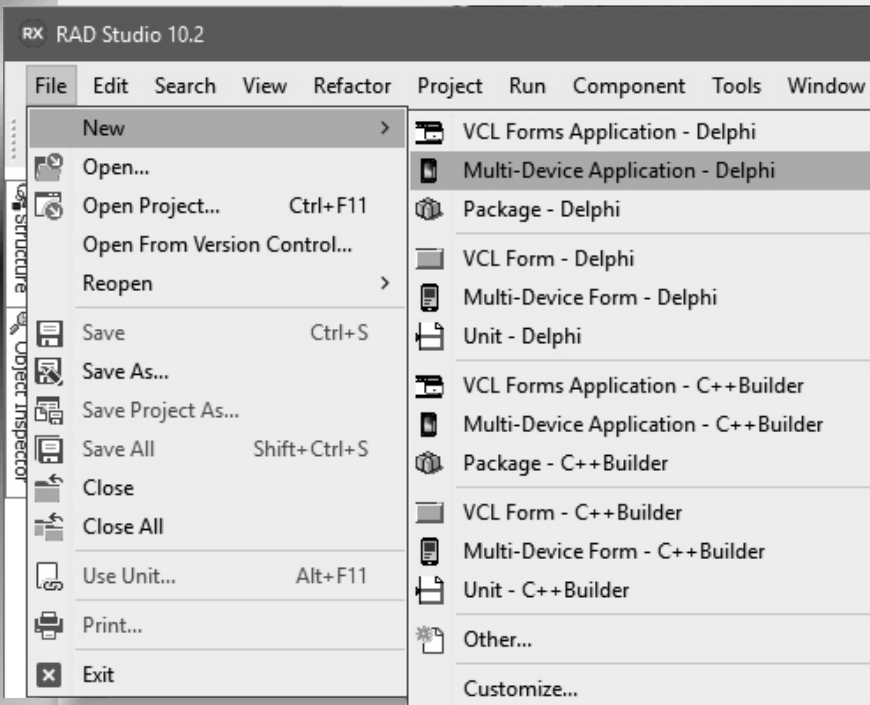 RX RAD Studio 10.2
File Edit Search View Refactor Project Run Component Tools Window
New
Open...
Open Project... Ctrl+F11
Open From Version Control...
Reopen
Save Ctrl+S
Save As...
Save Project As...
Save All Shift+Ctrl+S
Close
Close All
Use Unit... Alt+F11
Print...
Exit
VCL Forms Application - Delphi
Multi-Device Application - Delphi
Package - Delphi
VCL Form - Delphi
Multi-Device Form - Delphi
Unit - Delphi
VCL Forms Application - C++Builder
Multi-Device Application - C++Builder
Package - C++Builder
VCL Form - C++Builder
Multi-Device Form - C++Builder
Unit - C++Builder
Other...
Customize...
Structure
Object Inspector